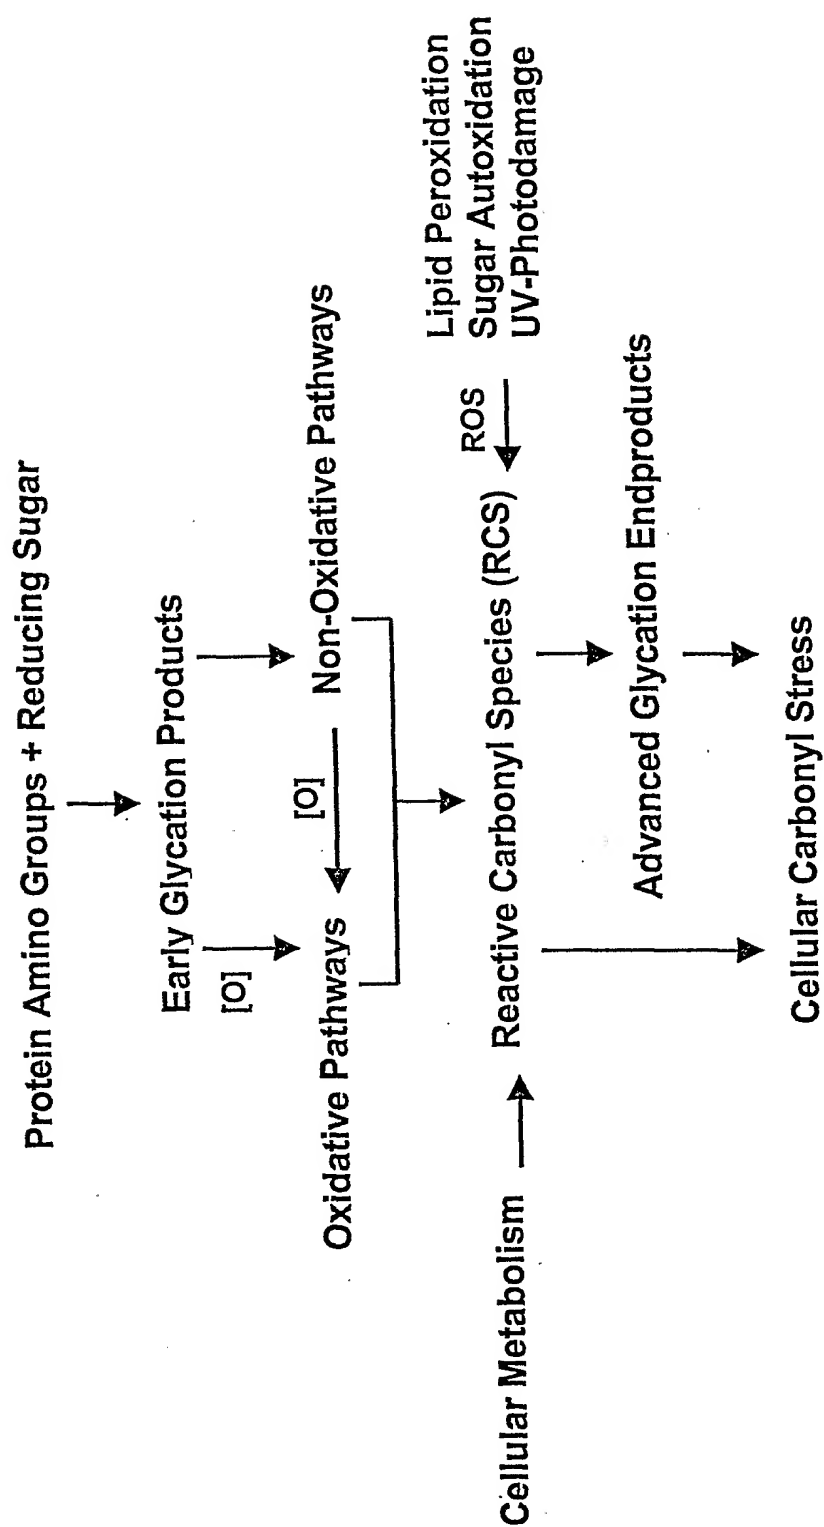 Protein Amino Groups + Reducing Sugar
Early Glycation Products
[O]
Oxidative Pathways
[O]
Non-Oxidative Pathways
Cellular Metabolism
Reactive Carbonyl Species (RCS)
ROS
Lipid Peroxidation
Sugar Autoxidation
UV-Photodamage
Advanced Glycation Endproducts
Cellular Carbonyl Stress